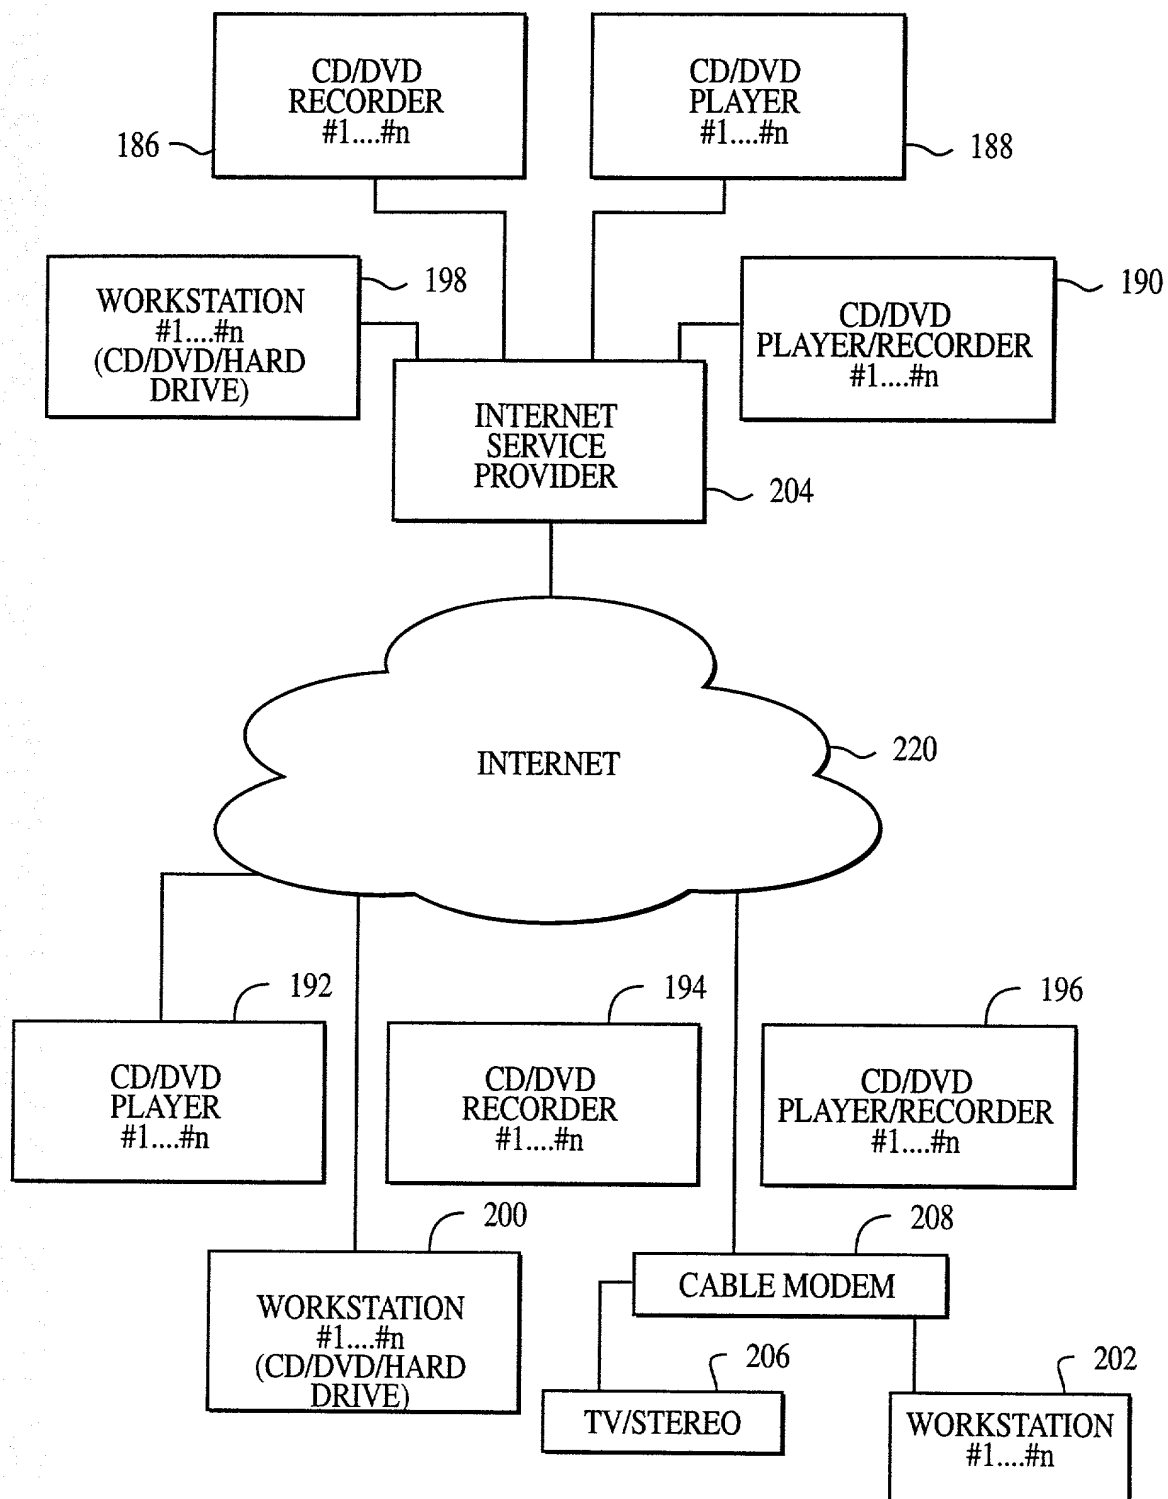 CD/DVD
RECORDER
#1....#n
186
CD/DVD
PLAYER
#1....#n
188
WORKSTATION
#1....#n
(CD/DVD/HARD
DRIVE)
198
CD/DVD
PLAYER/RECORDER
#1....#n
190
INTERNET
SERVICE
PROVIDER
204
INTERNET
220
192
CD/DVD
PLAYER
#1....#n
194
CD/DVD
RECORDER
#1....#n
196
CD/DVD
PLAYER/RECORDER
#1....#n
200
WORKSTATION
#1....#n
(CD/DVD/HARD
DRIVE)
208
CABLE MODEM
206
TV/STEREO
202
WORKSTATION
#1....#n